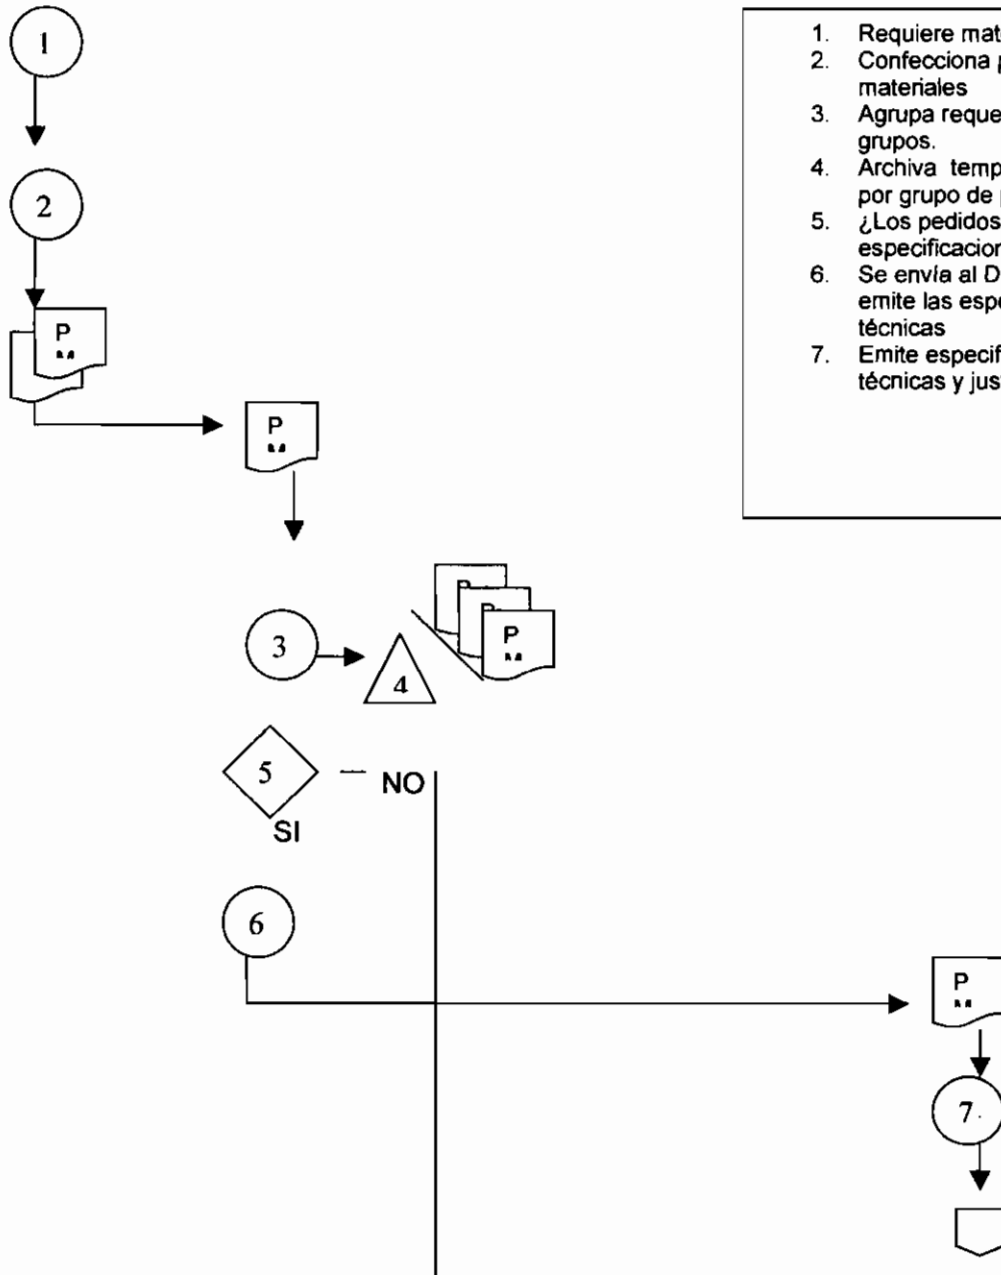 1
1. Requiere mat
2. Confecciona
materiales
3. Agrupa reque
grupos.
4. Archiva temp
por grupo de
5. ¿Los pedidos
especificacion
6. Se envía al D
emite las espe
técnicas
7. Emite especif
técnicas y jus
2
P
P
P
3
4
5
NO
SI
6
P
7